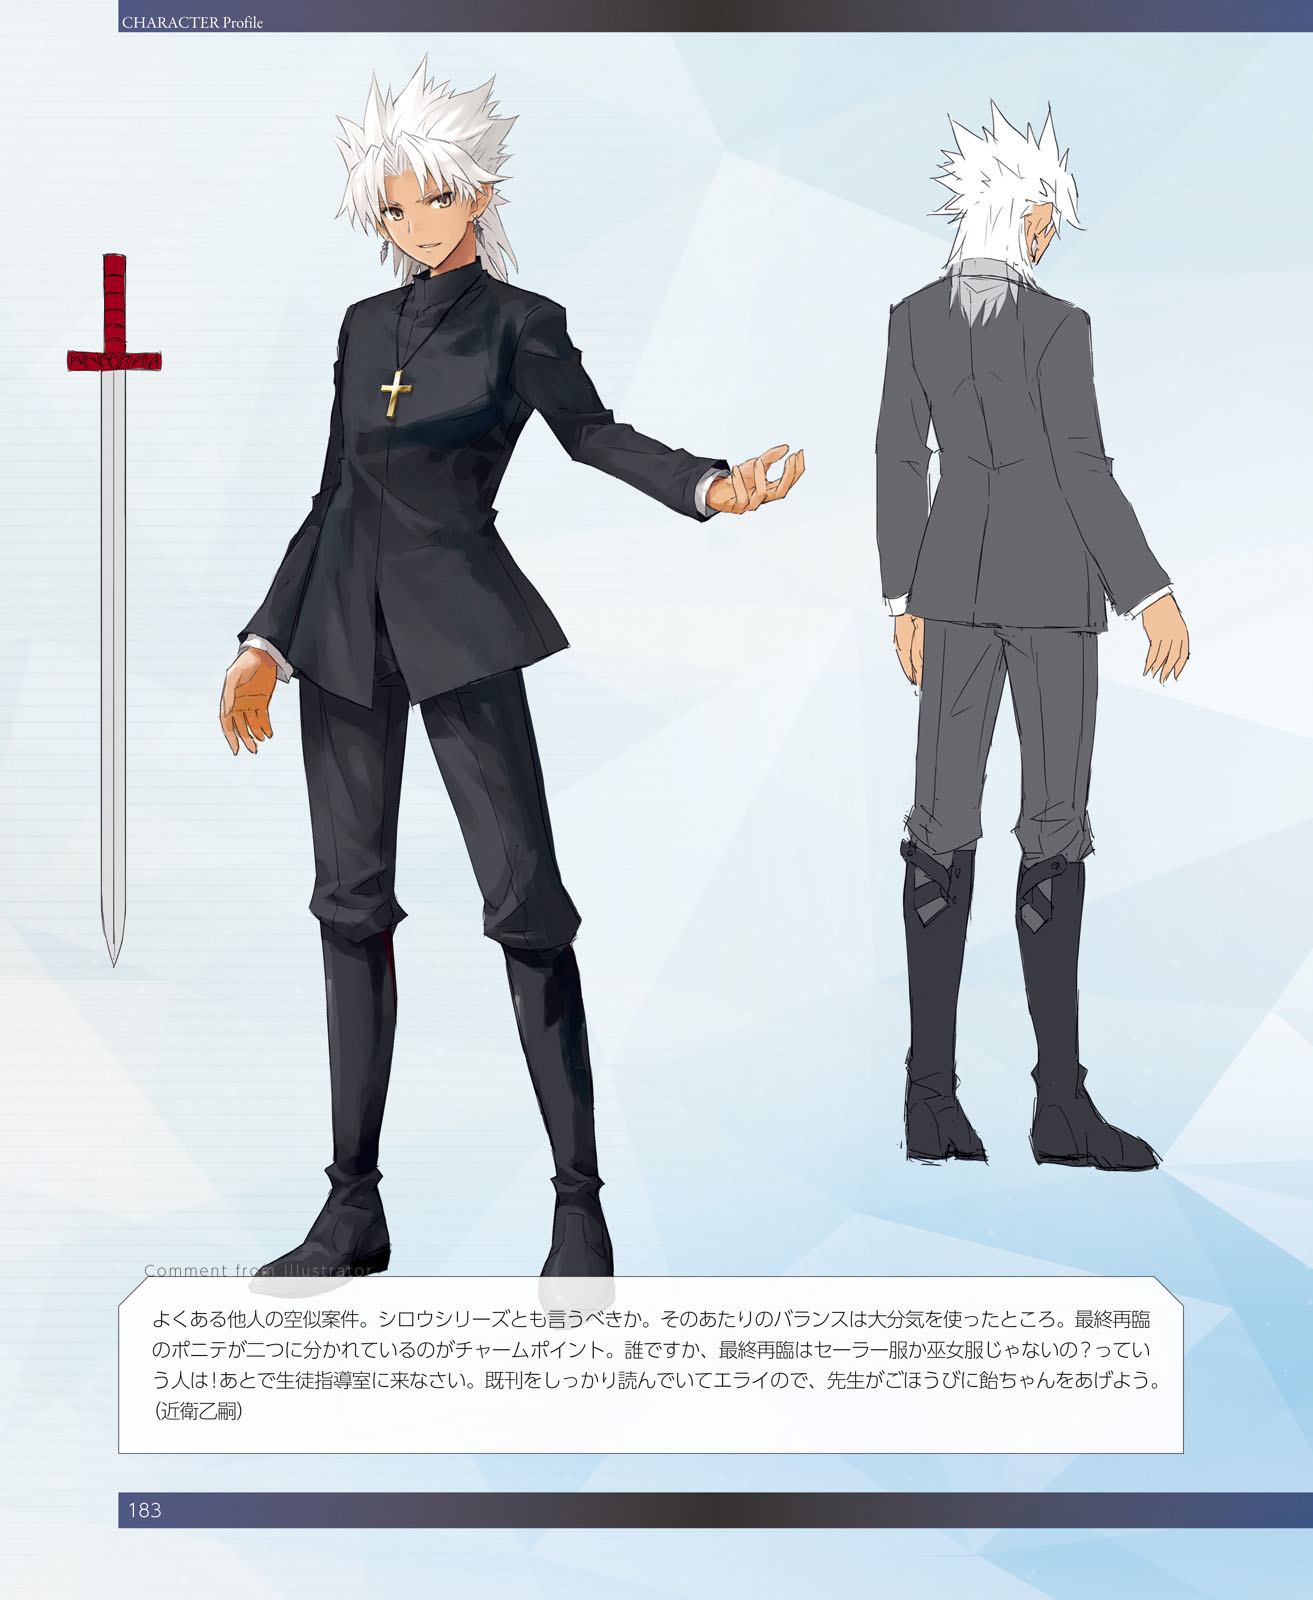 CHARACTER Profile
Comment from Illustrator
よくある他人の空似案件。シロウシリーズとも言うべきか。そのあたりのバランスは大分気を使ったところ。最終再臨
のポニテが二つに分かれているのがチャームポイント。誰ですか、最終再臨はセーラー服か巫女服じゃないの？ってい
う人は！あとで生徒指導室に来なさい。既刊をしっかり読んでいてエライので、先生がごほうびに飴ちゃんをあげよう。
（近衛乙嗣）
183